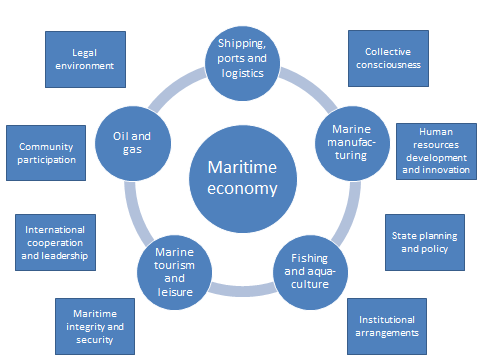 Legal
environment
Shipping,
ports and
logistics
Collective
consciousness
Oil and
gas
Marine
manufac-
turing
Community
participation
Human
resources
development
and innovation
Maritime
economy
International
cooperation
and leadership
State planning
and policy
Marine
tourism
and
leisure
Fishing
and aqua-
culture
Maritime
integrity and
security
Institutional
arrangements